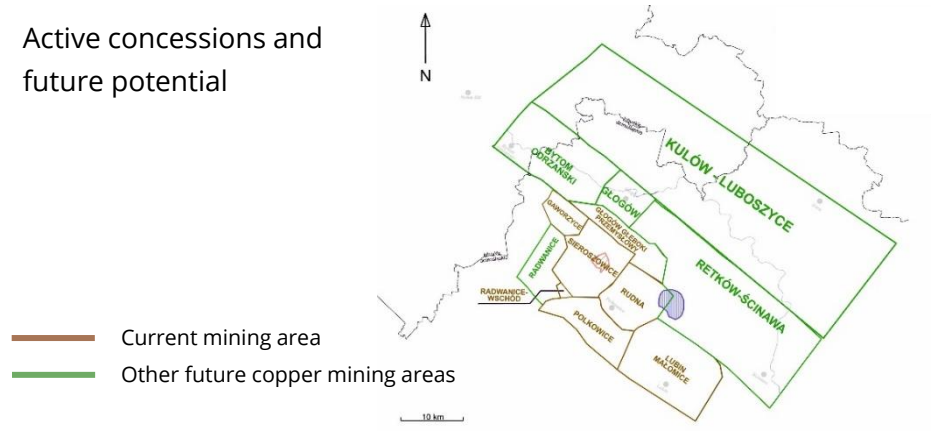 Active concessions and
future potential
N
KULÓW - LUBOSZYCE
BYTOM
ODRZAŃSKI
GŁOGÓW
GAWORZYCE
GŁOGÓW GŁĘBOKI
PRZEMYSŁOWY
RADWANICE
SIEROSZOWICE
RETKÓW-ŚCINAWA
RADWANICE-
WSCHÓD
RUDNA
POLKOWICE
LUBIN
MAŁOMICE
Current mining area
Other future copper mining areas
10 km